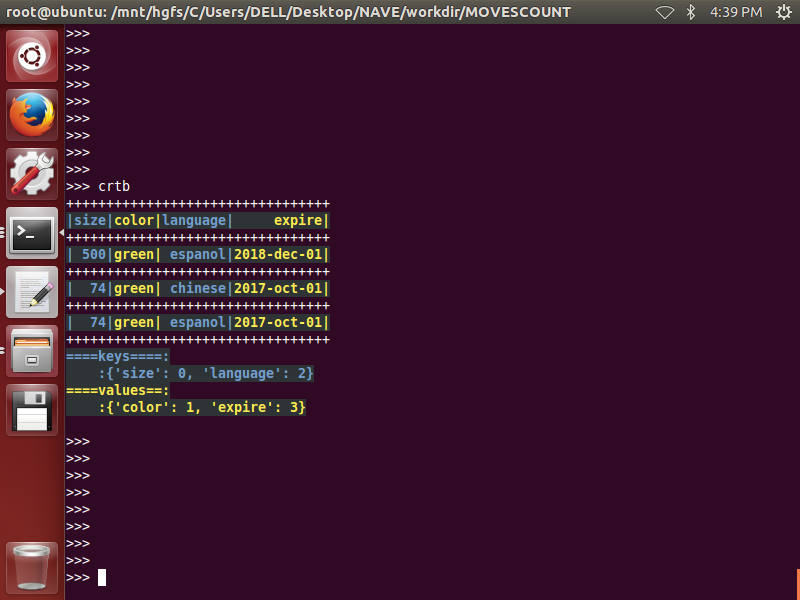 root@ubuntu: /mnt/hgfs/C/Users/DELL/Desktop/NAVE/workdir/MOVESCOUNT 4:39 PM
>>>
>>>
>>>
>>>
>>>
>>>
>>>
>>>
>>>
>>> crtb
+++++++++++++++++++++++++++++++++
|size|color|language|     expire|
+++++++++++++++++++++++++++++++++
| 500|green| espanol|2018-dec-01|
+++++++++++++++++++++++++++++++++
|  74|green| chinese|2017-oct-01|
+++++++++++++++++++++++++++++++++
|  74|green| espanol|2017-oct-01|
+++++++++++++++++++++++++++++++++
====keys====:
    :{'size': 0, 'language': 2}
====values==:
    :{'color': 1, 'expire': 3}
>>>
>>>
>>>
>>>
>>>
>>>
>>>
>>>
>>>